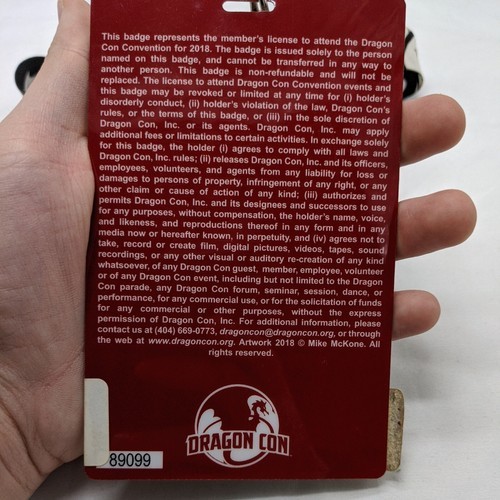 This badge represents the member's license to attend the Dragon
Con Convention for 2018. The badge is issued solely to the person
named on this badge, and cannot be transferred in any way to
another person. This badge is non-refundable and will not be
replaced. The license to attend Dragon Con Convention events and
this badge may be revoked or limited at any time for (i) holder's
disorderly conduct, (ii) holder's violation of the law, Dragon Con's
rules, or the terms of this badge, or (iii) in the sole discretion of
Dragon Con, Inc. or its agents. Dragon Con, Inc. may apply
additional fees or limitations to certain activities. In exchange solely
for this badge, the holder (i) agrees to comply with all laws and
Dragon Con, Inc. rules; (ii) releases Dragon Con, Inc. and its officers,
employees, volunteers, and agents from any liability for loss or
damages to persons of property, infringement of any right, or any
other claim or cause of action of any kind; (iii) authorizes and
permits Dragon Con, Inc. and its designees and successors to use
for any purposes, without compensation, the holder's name, voice,
and likeness, and reproductions thereof in any form and in any
media now or hereafter known, in perpetuity, and (iv) agrees not to
take, record or create film, digital pictures, videos, tapes, sound
recordings, or any other visual or auditory re-creation of any kind
whatsoever, of any Dragon Con guest, member, employee, volunteer
or of any Dragon Con event, including but not limited to the Dragon
Con parade, any Dragon Con forum, seminar, session, dance, or
performance, for any commercial use, or for the solicitation of funds
for any commercial or other purposes, without the express
permission of Dragon Con, Inc. For additional information, please
contact us at (404) 669-0773, dragoncon@dragoncon.org, or through
the web at www.dragoncon.org. Artwork 2018 © Mike McKone. All
rights reserved.
DRAGON CON
89099